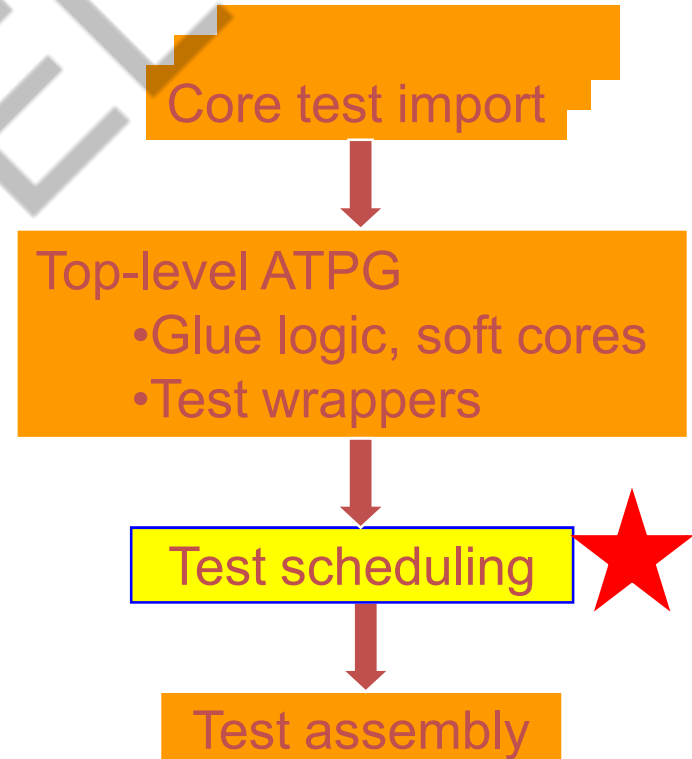 Core test import
Top-level ATPG
•Glue logic, soft cores
•Test wrappers
Test scheduling
Test assembly